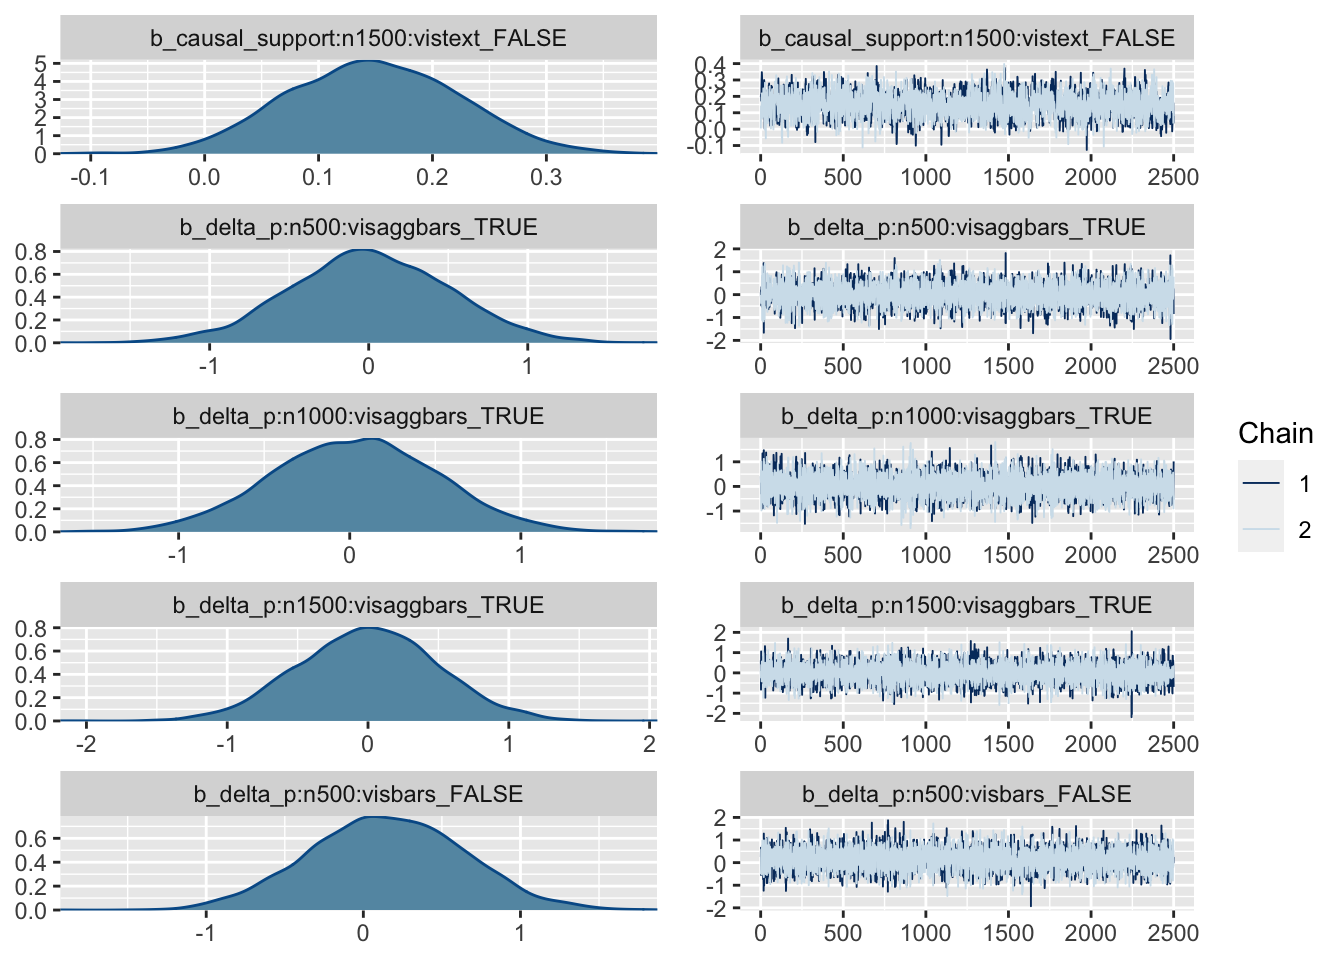 b_causal_support:n1500:vistext_FALSE
5
4
3
2
1
0
-0.1 0.0 0.1 0.2 0.3
b_causal_support:n1500:vistext_FALSE
0.4
0.3
0.2
0.1
0.0
-0.1
0 500 1000 1500 2000 2500
b_delta_p:n500:visaggbars_TRUE
0.8
0.6
0.4
0.2
0.0
-1 0 1
b_delta_p:n500:visaggbars_TRUE
2
1
0
-1
-2
0 500 1000 1500 2000 2500
b_delta_p:n1000:visaggbars_TRUE
0.8
0.6
0.4
0.2
0.0
-1 0 1
b_delta_p:n1000:visaggbars_TRUE
1
0
-1
0 500 1000 1500 2000 2500
b_delta_p:n1500:visaggbars_TRUE
0.8
0.6
0.4
0.2
0.0
-2 -1 0 1 2
b_delta_p:n1500:visaggbars_TRUE
2
1
0
-1
-2
0 500 1000 1500 2000 2500
b_delta_p:n500:visbars_FALSE
0.6
0.4
0.2
0.0
-1 0 1
b_delta_p:n500:visbars_FALSE
2
1
0
-1
-2
0 500 1000 1500 2000 2500
Chain
1
2